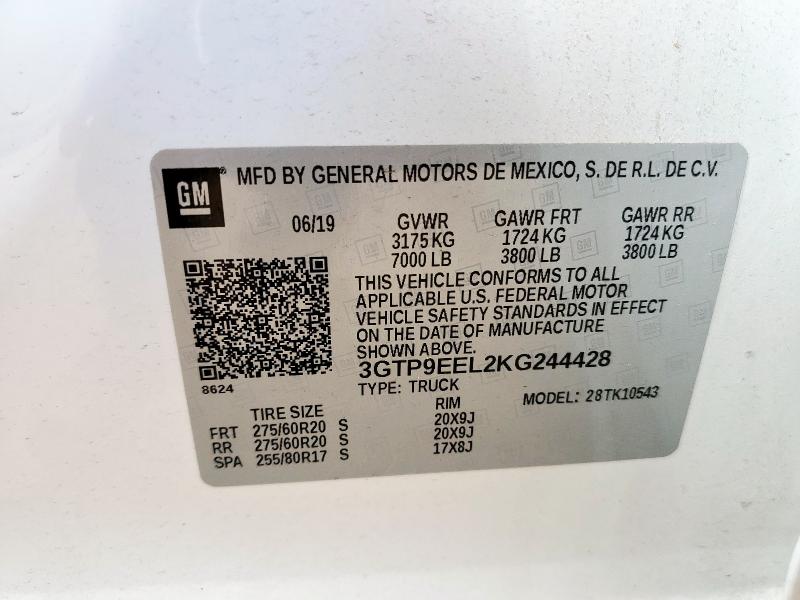 GM
MFD BY GENERAL MOTORS DE MEXICO, S. DE R.L. DE C.V.
06/19 GVWR GAWR FRT GAWR RR
3175 KG 1724 KG 1724 KG
7000 LB 3800 LB 3800 LB
THIS VEHICLE CONFORMS TO ALL
APPLICABLE U.S. FEDERAL MOTOR
VEHICLE SAFETY STANDARDS IN EFFECT
ON THE DATE OF MANUFACTURE
SHOWN ABOVE.
3GTP9EEL2KG244428
8624
TYPE: TRUCK MODEL: 28TK10543
TIRE SIZE RIM
FRT 275/60R20 S 20X9J
RR 275/60R20 S 20X9J
SPA 255/80R17 S 17X8J